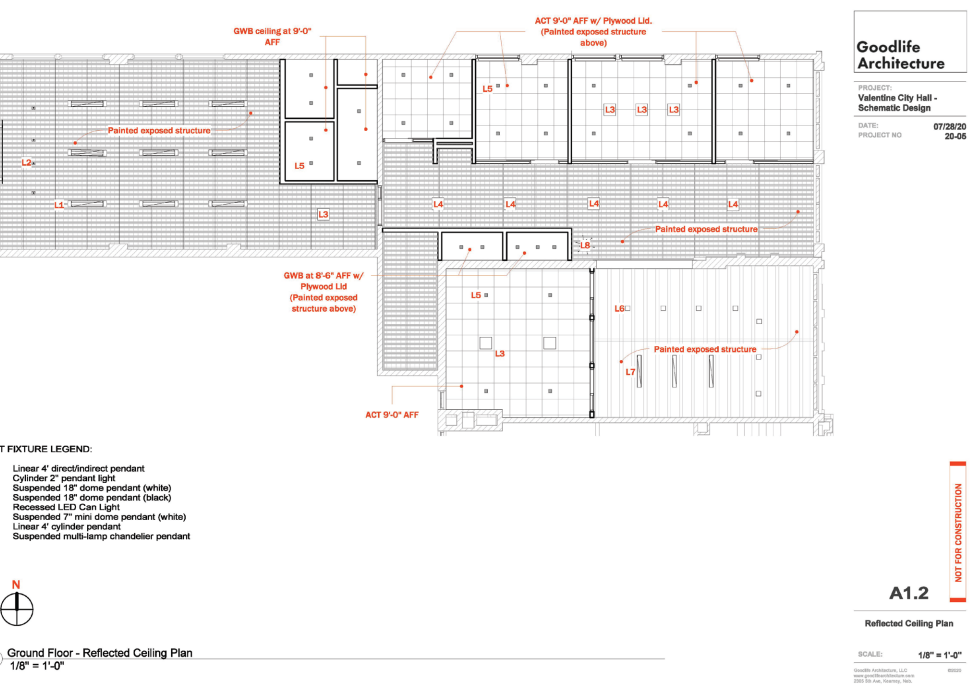 GWB ceiling at 9'-0"
AFF
ACT 9'-0" AFF w/ Plywood Lid.
(Painted exposed structure
above)
Goodlife
Architecture
PROJECT:
Valentine City Hall -
Schematic Design
DATE:
07/28/20
PROJECT NO
20-06
L5
L3
L3
L3
Painted exposed structure
L2
L5
L1
L3
L4
L4
L4
L4
L4
Painted exposed structure
L8
GWB at 8'-6" AFF w/
Plywood Lid
(Painted exposed
structure above)
L5
L6
L3
Painted exposed structure
L7
ACT 9'-0" AFF
T FIXTURE LEGEND:
Linear 4' direct/indirect pendant
Cylinder 2" pendant light
Suspended 18" dome pendant (white)
Suspended 18" dome pendant (black)
Recessed LED Can Light
Suspended 7" mini dome pendant (white)
Linear 4' cylinder pendant
Suspended multi-lamp chandelier pendant
NOT FOR CONSTRUCTION
N
A1.2
Reflected Ceiling Plan
Ground Floor - Reflected Ceiling Plan
1/8" = 1'-0"
SCALE:
1/8" = 1'-0"
Goodlife Architecture, LLC
www.goodlifearchitecture.com